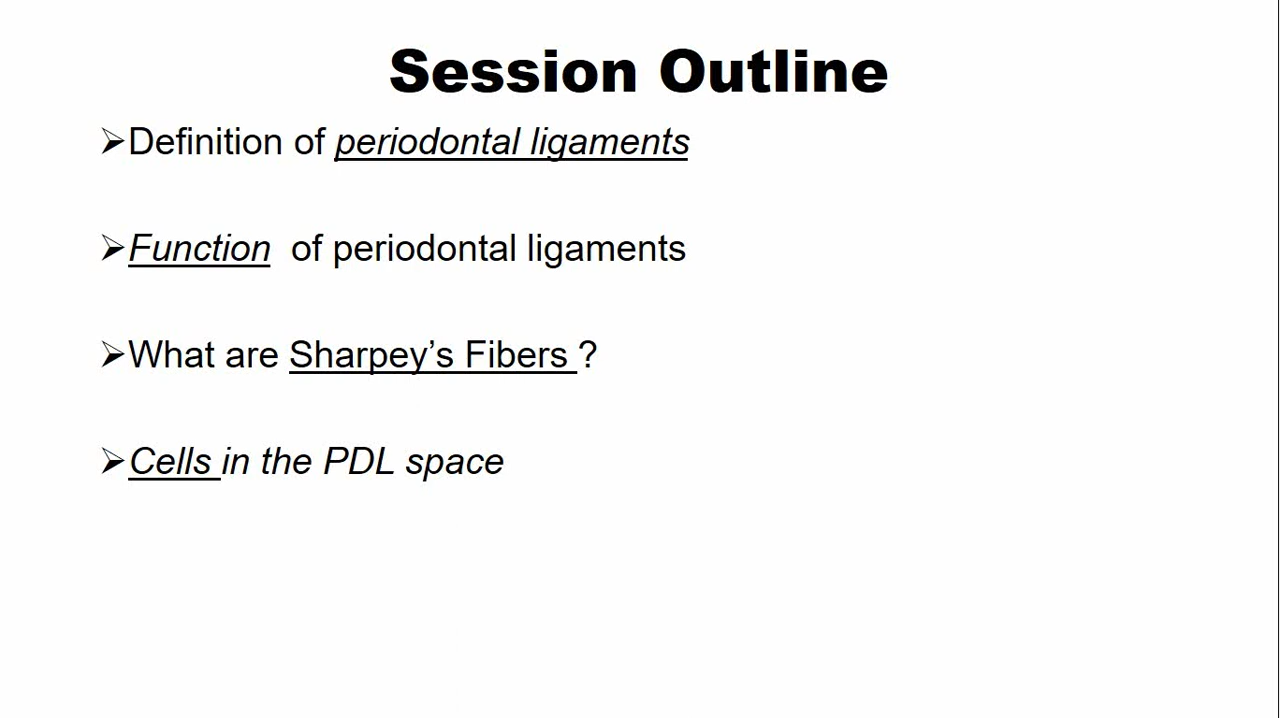 Session Outline
➢Definition of periodontal ligaments
➢Function of periodontal ligaments
➢What are Sharpey’s Fibers ?
➢Cells in the PDL space